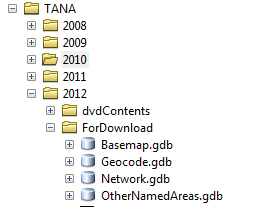 TANA
2008
2009
2010
2011
2012
dvdContents
ForDownload
Basemap.gdb
Geocode.gdb
Network.gdb
OtherNamedAreas.gdb